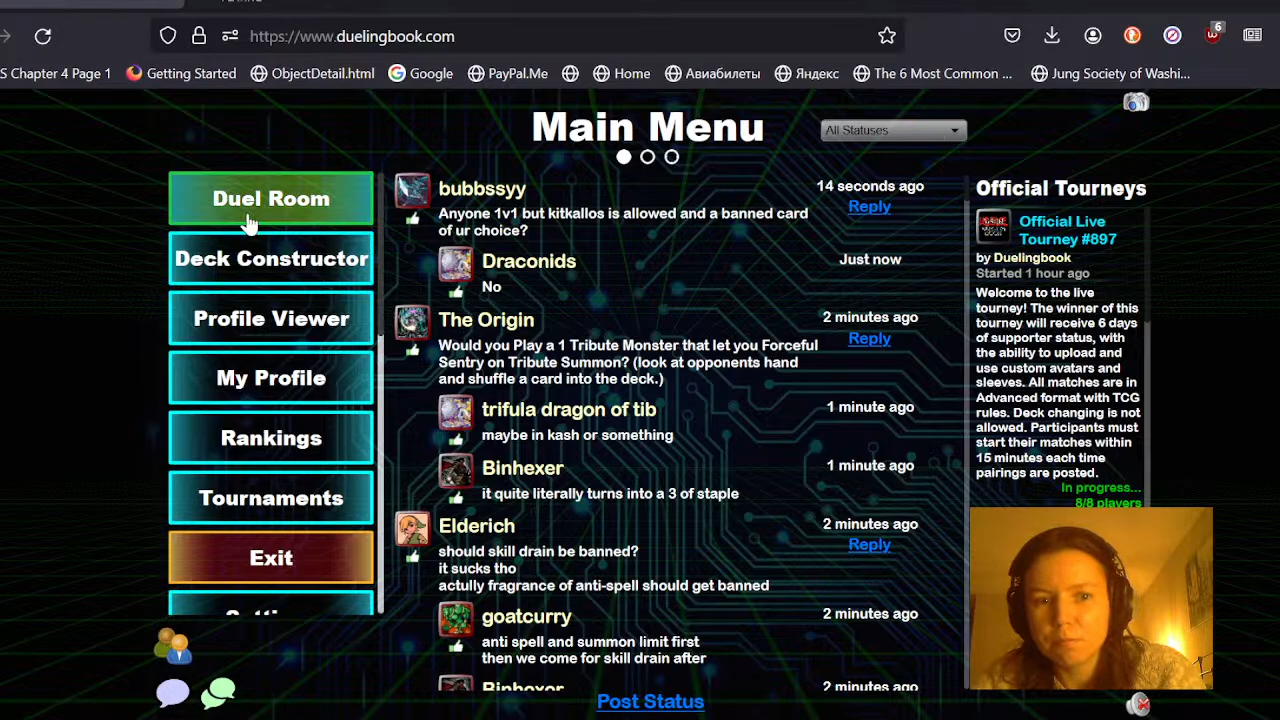 https://www.duelingbook.com
6
S Chapter 4 Page 1
Getting Started
ObjectDetail.html
Google
PayPal.Me
Home
Авиабилеты
Яндекс
The 6 Most Common ...
Jung Society of Washi...
Main Menu
All Statuses
Duel Room
Deck Constructor
Profile Viewer
My Profile
Rankings
Tournaments
Exit
bubbssyy
14 seconds ago
Anyone 1v1 but kitkallos is allowed and a banned card
of ur choice?
Reply
Draconids
Just now
No
The Origin
2 minutes ago
Would you Play a 1 Tribute Monster that let you Forceful
Sentry on Tribute Summon? (look at opponents hand
and shuffle a card into the deck.)
Reply
trifula dragon of tib
1 minute ago
maybe in kash or something
Binhexer
1 minute ago
it quite literally turns into a 3 of staple
Elderich
2 minutes ago
should skill drain be banned?
it sucks tho
actully fragrance of anti-spell should get banned
Reply
goatcurry
2 minutes ago
anti spell and summon limit first
then we come for skill drain after
Binhexer
2 minutes ago
Post Status
Official Tourneys
Official Live
Tourney #897
by Duelingbook
Started 1 hour ago
Welcome to the live
tourney! The winner of this
tourney will receive 6 days
of supporter status, with
the ability to upload and
use custom avatars and
sleeves. All matches are in
Advanced format with TCG
rules. Deck changing is not
allowed. Participants must
start their matches within
15 minutes each time
pairings are posted.
In progress...
8/8 players